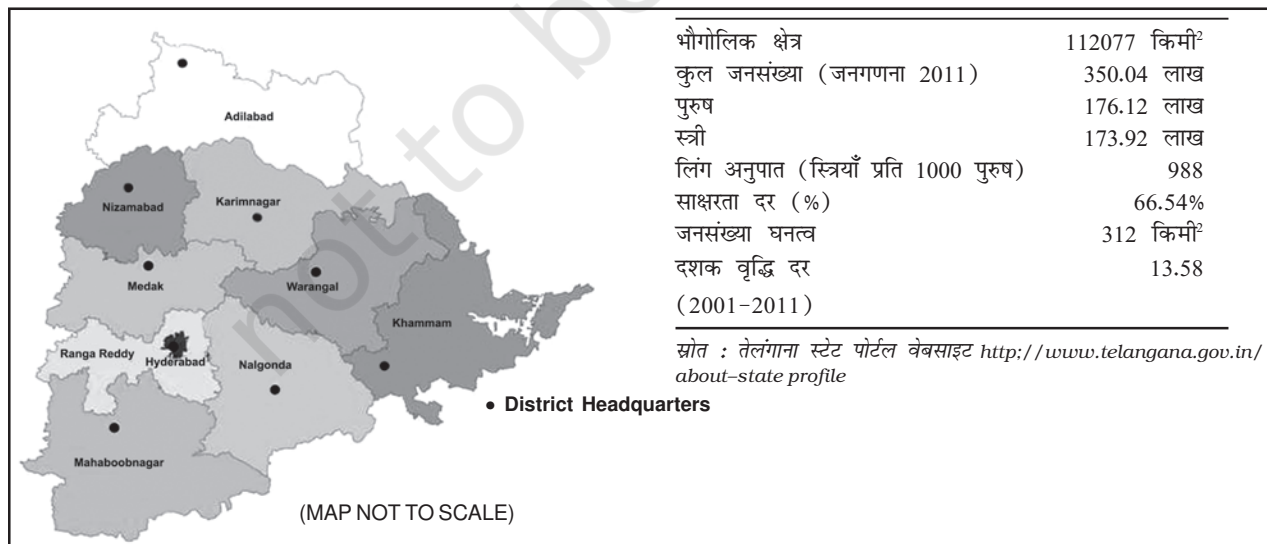 Adilabad
Nizamabad
Karimnagar
Medak
Warangal
Khammam
Ranga Reddy
Hyderabad
Nalgonda
Mahaboobnagar
• District Headquarters
(MAP NOT TO SCALE)
भौगोलिक क्षेत्र 112077 किमी²
कुल जनसंख्या (जनगणना 2011) 350.04 लाख
पुरुष 176.12 लाख
स्त्री 173.92 लाख
लिंग अनुपात (स्त्रियाँ प्रति 1000 पुरुष) 988
साक्षरता दर (%) 66.54%
जनसंख्या घनत्व 312 किमी²
दशक वृद्धि दर 13.58
(2001-2011)
स्रोत : तेलंगाना स्टेट पोर्टल वेबसाइट http;//www.telangana.gov.in/
about–state profile
not to be